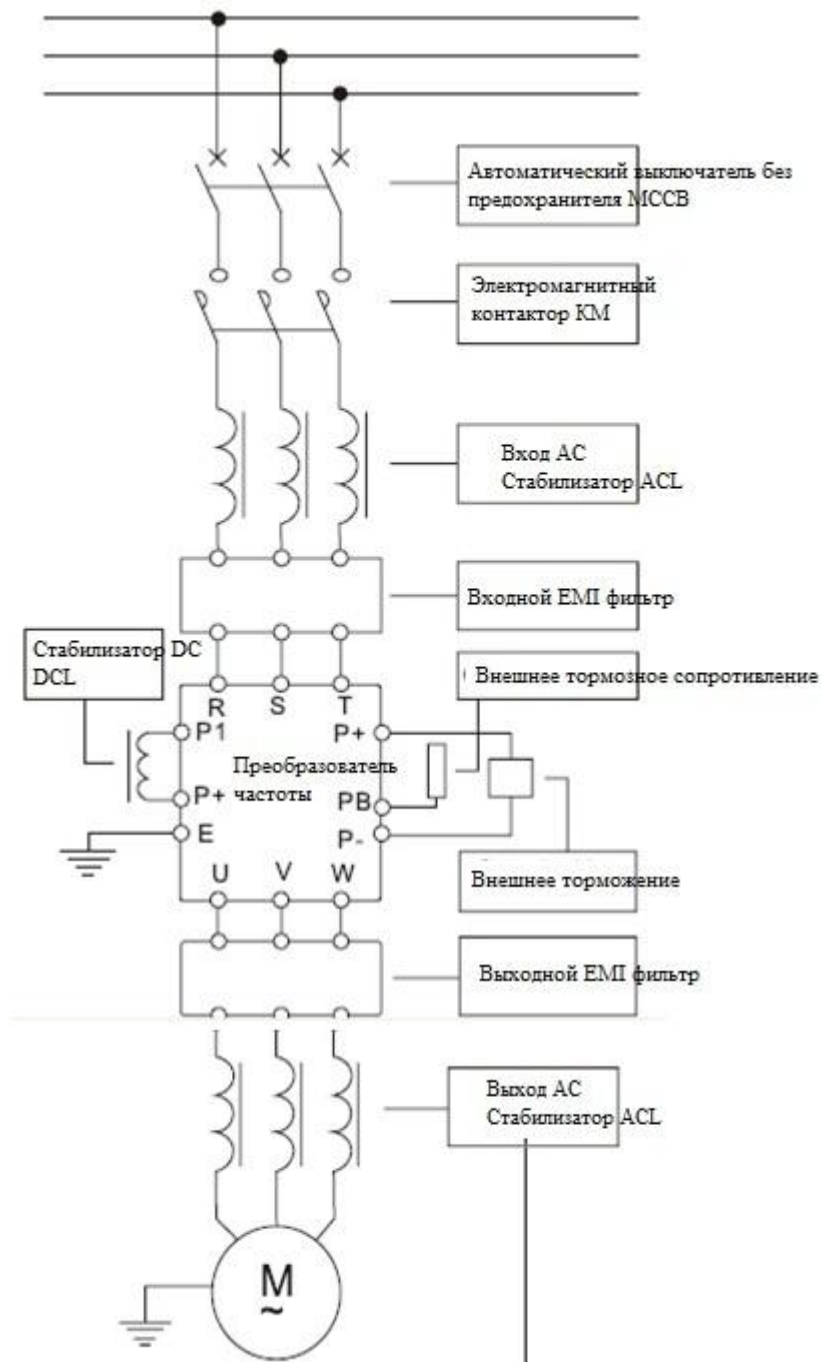 Автоматический выключатель без
предохранителя MCCB
Электромагнитный
контактор КМ
Вход AC
Стабилизатор ACL
Входной EMI фильтр
Стабилизатор DC
DCL
Внешнее тормозное сопротивление
R S T
P1 P+
Преобразователь
частоты
P+ PB
E P-
U V W
Внешнее торможение
Выходной EMI фильтр
Выход AC
Стабилизатор ACL
M
~